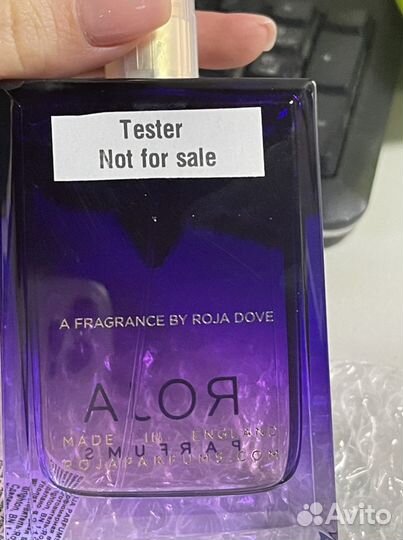 Tester
Not for sale
A FRAGRANCE BY ROJA DOVE
ROJA
MADE IN ENGLAND
PARFUMS
ROJAPARFUMS.COM
Avito